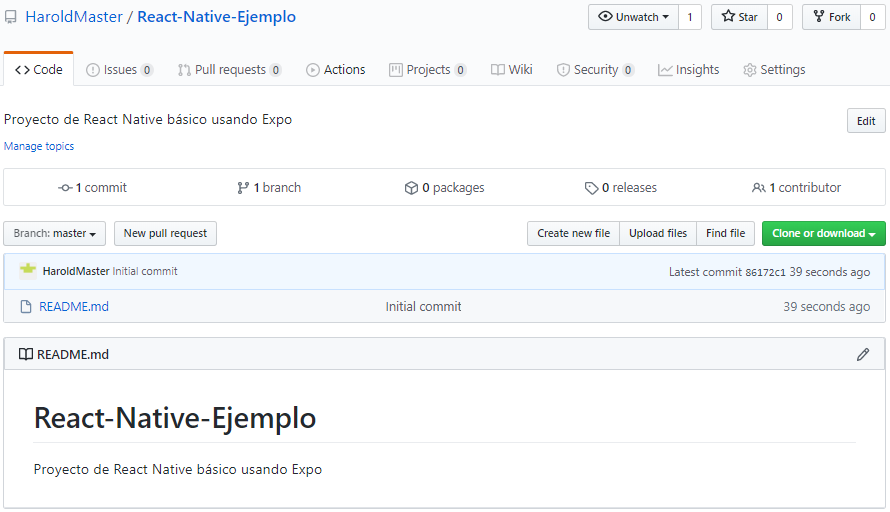 HaroldMaster / React-Native-Ejemplo Unwatch 1 Star 0 Fork 0
Code Issues 0 Pull requests 0 Actions Projects 0 Wiki Security 0 Insights Settings
Proyecto de React Native básico usando Expo Edit
Manage topics
1 commit 1 branch 0 packages 0 releases 1 contributor
Branch: master New pull request Create new file Upload files Find file Clone or download
HaroldMaster Initial commit Latest commit 86172c1 39 seconds ago
README.md Initial commit 39 seconds ago
README.md
React-Native-Ejemplo
Proyecto de React Native básico usando Expo